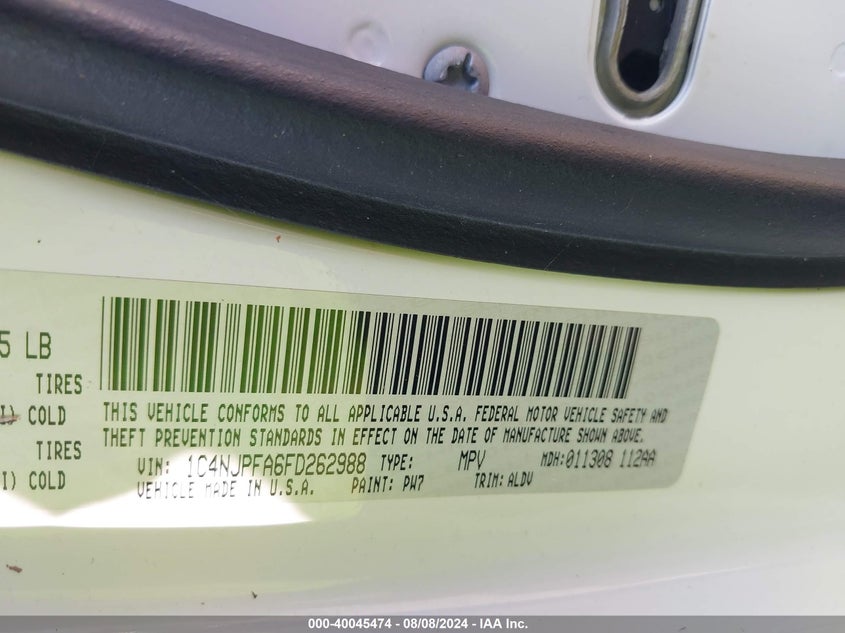 5 LB
TIRES
I) COLD
TIRES
I) COLD
THIS VEHICLE CONFORMS TO ALL APPLICABLE U.S.A. FEDERAL MOTOR VEHICLE SAFETY AND
THEFT PREVENTION STANDARDS IN EFFECT ON THE DATE OF MANUFACTURE SHOWN ABOVE.
VIN: 1C4NJPFA6FD262988 TYPE: MPV MDH:011308 112AA
VEHICLE MADE IN U.S.A. PAINT: PW7 TRIM: ALDV
000-40045474 - 08/08/2024 - IAA Inc.